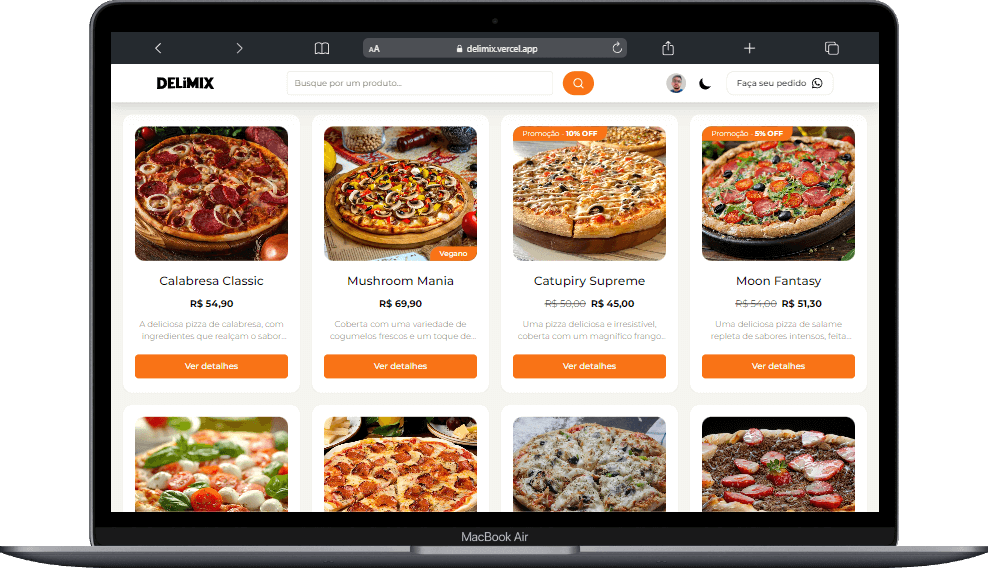 AA
delimix.vercel.app
DELiMIX
Busque por um produto...
Faça seu pedido
Promoção - 10% OFF
Promoção - 5% OFF
Vegano
Calabresa Classic
Mushroom Mania
Catupiry Supreme
Moon Fantasy
R$ 54,90
R$ 69,90
R$ 50,00 R$ 45,00
R$ 54,00 R$ 51,30
A deliciosa pizza de calabresa, com
ingredientes que realçam o sabor...
Coberta com uma variedade de
cogumelos frescos e um toque de...
Uma pizza deliciosa e irresistível,
coberta com um magnífico frango...
Uma deliciosa pizza de salame
repleta de sabores intensos, feita...
Ver detalhes
Ver detalhes
Ver detalhes
Ver detalhes
MacBook Air